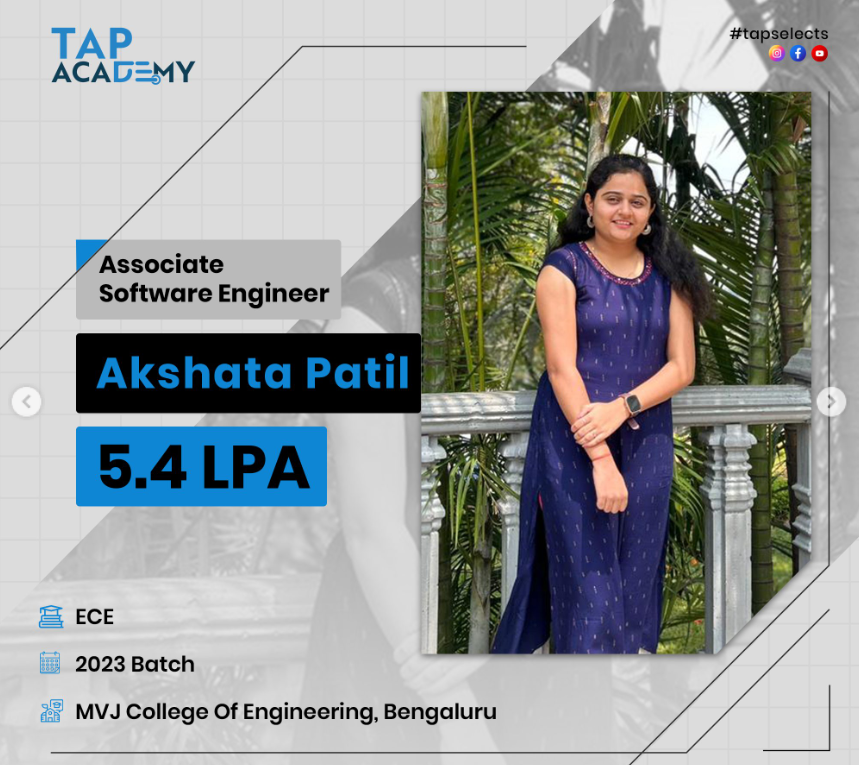 TAP
ACADEMY
#tapselects
Associate
Software Engineer
Akshata Patil
5.4 LPA
ECE
2023 Batch
MVJ College Of Engineering, Bengaluru